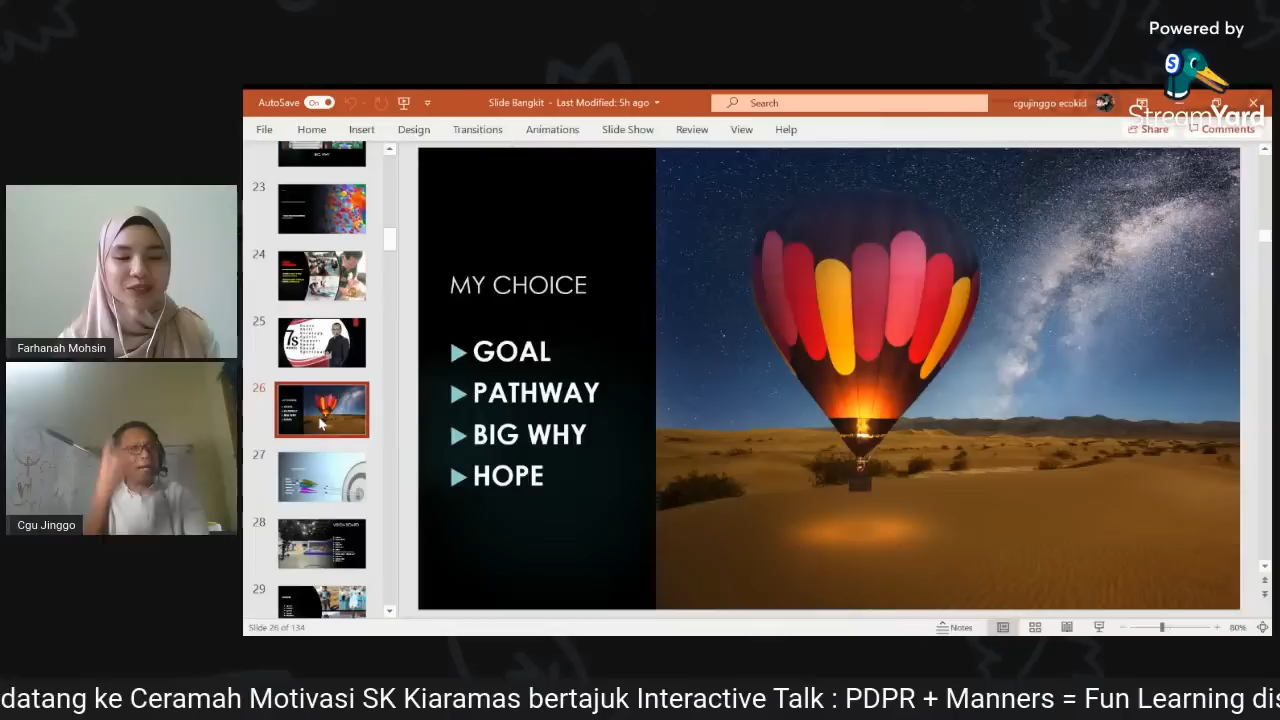 Powered by
StreamYard
AutoSave On
Slide Bangkit - Last Modified: 5h ago
Search
cgujinggo ecokid
File Home Insert Design Transitions Animations Slide Show Review View Help
Share Comments
23
24
25
7s
26
27
28
VISION BOARD
29
MY CHOICE
GOAL
PATHWAY
BIG WHY
HOPE
Farhanah Mohsin
Cgu Jinggo
Slide 26 of 134
Notes
80%
datang ke Ceramah Motivasi SK Kiaramas bertajuk Interactive Talk : PDPR + Manners = Fun Learning dis